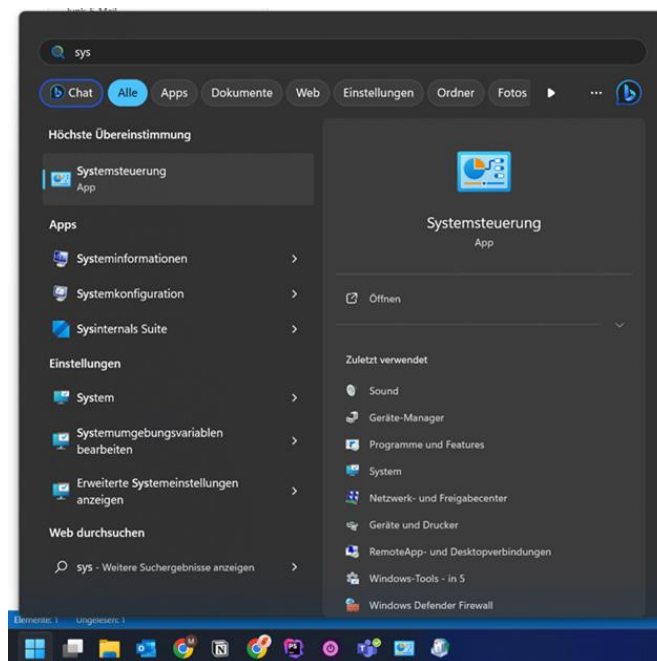 sys
Chat Alle Apps Dokumente Web Einstellungen Ordner Fotos ...
Höchste Übereinstimmung
Systemsteuerung
App
Apps
Systeminformationen
Systemkonfiguration
Sysinternals Suite
Einstellungen
System
Systemumgebungsvariablen
bearbeiten
Erweiterte Systemeinstellungen
anzeigen
Web durchsuchen
sys - Weitere Suchergebnisse anzeigen
Systemsteuerung
App
Öffnen
Zuletzt verwendet
Sound
Geräte-Manager
Programme und Features
System
Netzwerk- und Freigabecenter
Geräte und Drucker
RemoteApp- und Desktopverbindungen
Windows-Tools - in 5
Windows Defender Firewall
Elemente: 1 Ungelesen: 1